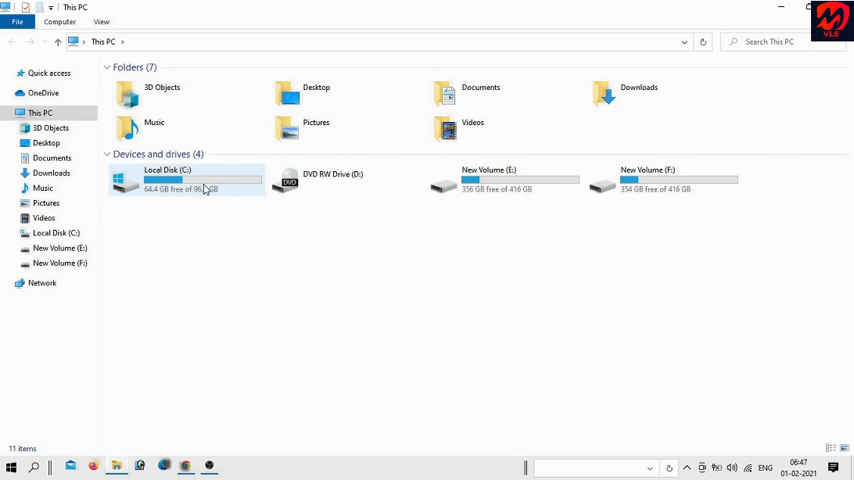 This PC
VLE
File Computer View
This PC
Search This PC
Quick access
OneDrive
This PC
3D Objects
Desktop
Documents
Downloads
Music
Pictures
Videos
Local Disk (C:)
New Volume (E:)
New Volume (F:)
Network
Folders (7)
3D Objects Desktop Documents Downloads
Music Pictures Videos
Devices and drives (4)
Local Disk (C:) DVD RW Drive (D:) New Volume (E:) New Volume (F:)
64.4 GB free of GB 356 GB free of 416 GB 354 GB free of 416 GB
DVD
11 items
ENG
06:47
01-02-2021